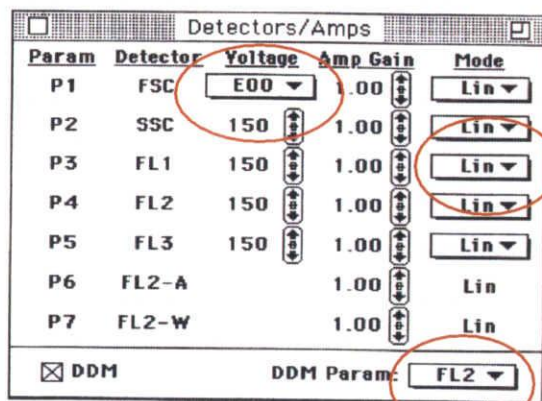 Detectors/Amps
Param Detector Voltage Amp Gain Mode
P1 FSC E00 1.00 Lin
P2 SSC 150 1.00 Lin
P3 FL1 150 1.00 Lin
P4 FL2 150 1.00 Lin
P5 FL3 150 1.00 Lin
P6 FL2-A 1.00 Lin
P7 FL2-W 1.00 Lin
DDM DDM Param: FL2